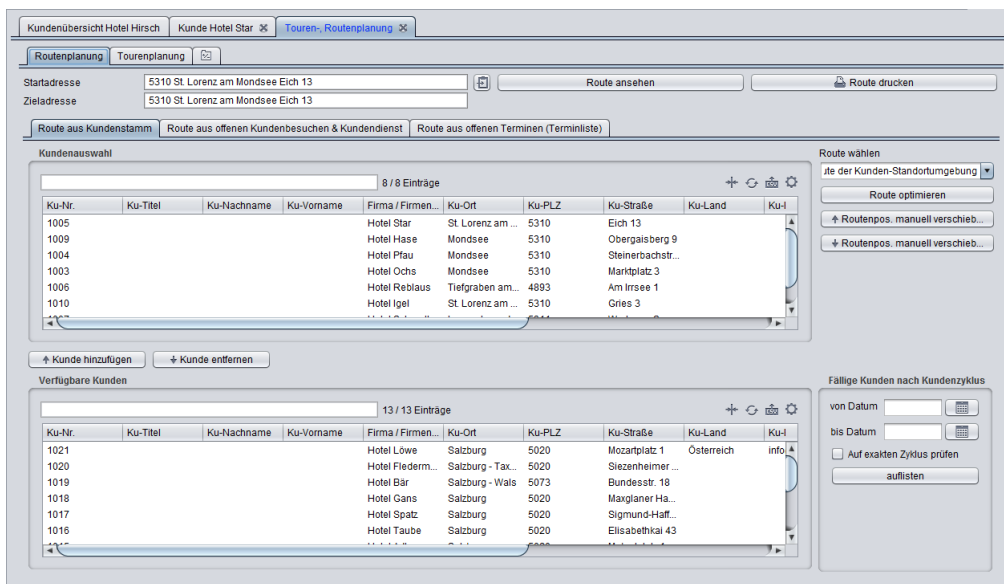 Kundenübersicht Hotel Hirsch Kunde Hotel Star Touren-, Routenplanung
Routenplanung Tourenplanung
Startadresse 5310 St. Lorenz am Mondsee Eich 13 Route ansehen Route drucken
Zieladresse 5310 St. Lorenz am Mondsee Eich 13
Route aus Kundenstamm Route aus offenen Kundenbesuchen & Kundendienst Route aus offenen Terminen (Terminliste)
Kundenauswahl
8 / 8 Einträge
Ku-Nr. Ku-Titel Ku-Nachname Ku-Vorname Firma / Firmen... Ku-Ort Ku-PLZ Ku-Straße Ku-Land Ku-l
1005 Hotel Star St. Lorenz am ... 5310 Eich 13
1009 Hotel Hase Mondsee 5310 Obergaisberg 9
1004 Hotel Pfau Mondsee 5310 Steinerbachstr...
1003 Hotel Ochs Mondsee 5310 Marktplatz 3
1006 Hotel Reblaus Tiefgraben am... 4893 Am Irrsee 1
1010 Hotel Igel St. Lorenz am ... 5310 Gries 3
Route wählen
der Kunden-Standortumgebung
Route optimieren
Routenpos. manuell verschieb...
Routenpos. manuell verschieb...
Kunde hinzufügen Kunde entfernen
Verfügbare Kunden
13 / 13 Einträge
Ku-Nr. Ku-Titel Ku-Nachname Ku-Vorname Firma / Firmen... Ku-Ort Ku-PLZ Ku-Straße Ku-Land Ku-l
1021 Hotel Löwe Salzburg 5020 Mozartplatz 1 Österreich info
1020 Hotel Flederm... Salzburg - Tax... 5020 Siezenheimer ...
1019 Hotel Bär Salzburg - Wals 5073 Bundesstr. 18
1018 Hotel Gans Salzburg 5020 Maxglaner Ha...
1017 Hotel Spatz Salzburg 5020 Sigmund-Haff...
1016 Hotel Taube Salzburg 5020 Elisabethkai 43
Fällige Kunden nach Kundenzyklus
von Datum
bis Datum
Auf exakten Zyklus prüfen
auflisten